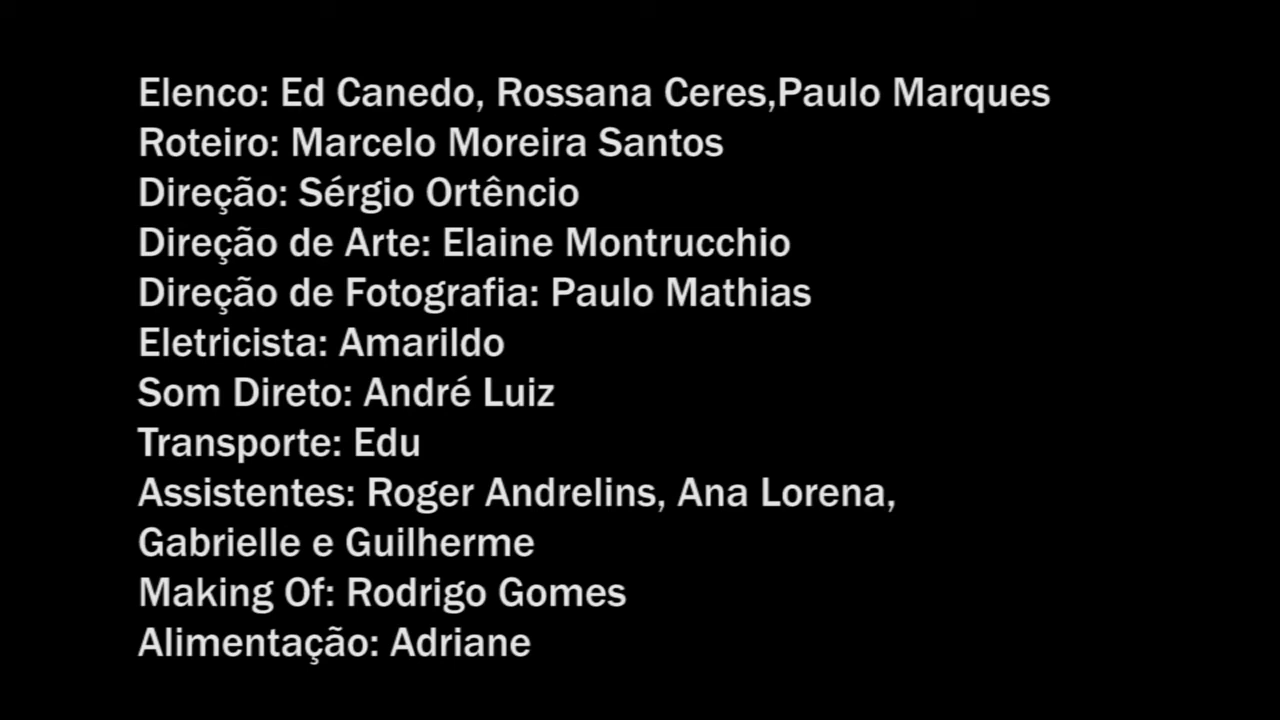 Elenco: Ed Canedo, Rossana Ceres,Paulo Marques
Roteiro: Marcelo Moreira Santos
Direção: Sérgio Ortêncio
Direção de Arte: Elaine Montrucchio
Direção de Fotografia: Paulo Mathias
Eletricista: Amarildo
Som Direto: André Luiz
Transporte: Edu
Assistentes: Roger Andrelins, Ana Lorena,
Gabrielle e Guilherme
Making Of: Rodrigo Gomes
Alimentação: Adriane